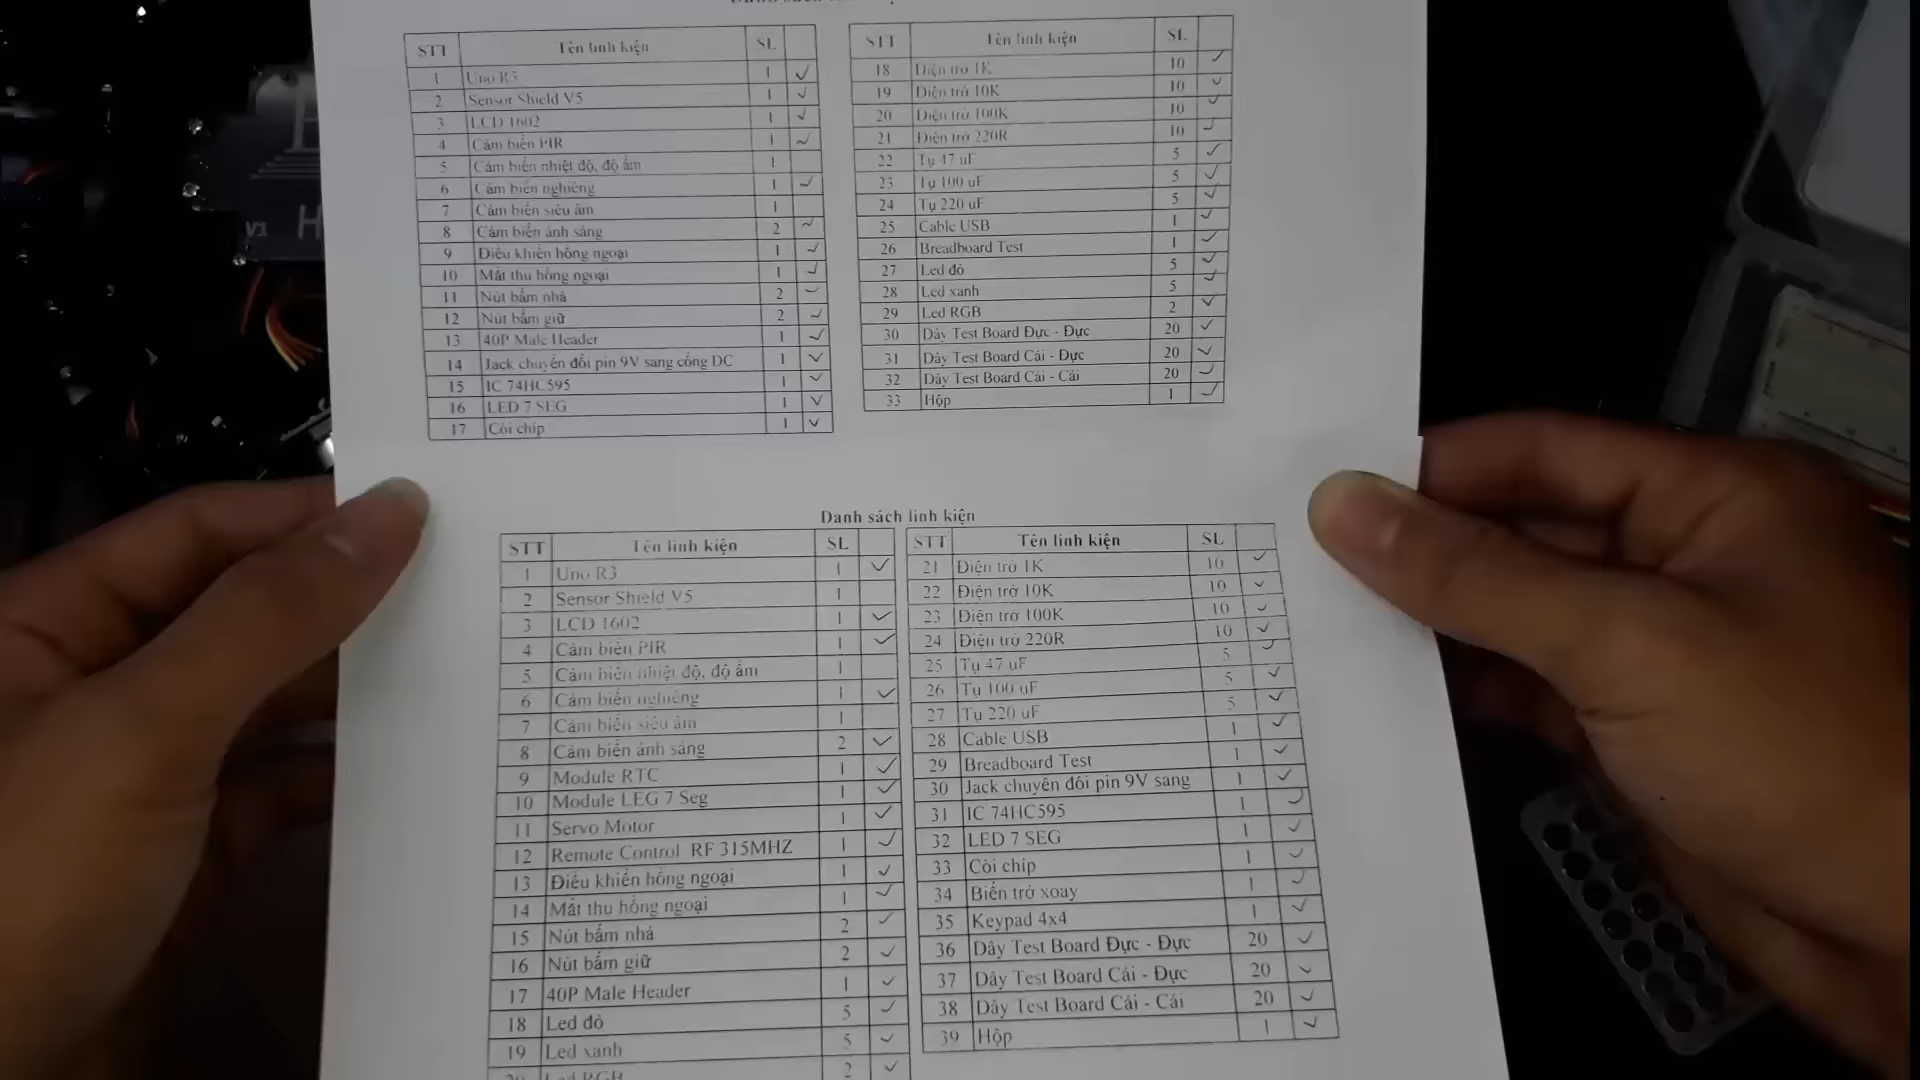 Danh sách linh kiện
STT Tên linh kiện SL
1 Uno R3 1 ✓
2 Sensor Shield V5 1 ✓
3 LCD 1602 1 ✓
4 Cảm biến PIR 1 ✓
5 Cảm biến nhiệt độ, độ ẩm 1
6 Cảm biến nghiêng 1 ✓
7 Cảm biến siêu âm 1
8 Cảm biến ánh sáng 2 ✓
9 Điều khiển hồng ngoại 1 ✓
10 Mắt thu hồng ngoại 1 ✓
11 Nút bấm nhả 2 ✓
12 Nút bấm giữ 2 ✓
13 40P Male Header 1 ✓
14 Jack chuyển đổi pin 9V sang cổng DC 1 ✓
15 IC 74HC595 1 ✓
16 LED 7 SEG 1 ✓
17 Còi chíp 1 ✓
STT Tên linh kiện SL
18 Điện trở 1K 10 ✓
19 Điện trở 10K 10 ✓
20 Điện trở 100K 10 ✓
21 Điện trở 220R 10 ✓
22 Tụ 47 uF 5 ✓
23 Tụ 100 uF 5 ✓
24 Tụ 220 uF 5 ✓
25 Cable USB 1 ✓
26 Breadboard Test 1 ✓
27 Led đỏ 5 ✓
28 Led xanh 5 ✓
29 Led RGB 2 ✓
30 Dây Test Board Đực - Đực 20 ✓
31 Dây Test Board Cái - Đực 20 ✓
32 Dây Test Board Cái - Cái 20 ✓
33 Hộp 1 ✓
Danh sách linh kiện
STT Tên linh kiện SL
1 Uno R3 1 ✓
2 Sensor Shield V5 1
3 LCD 1602 1 ✓
4 Cảm biến PIR 1 ✓
5 Cảm biến nhiệt độ, độ ẩm 1
6 Cảm biến nghiêng 1 ✓
7 Cảm biến siêu âm 1
8 Cảm biến ánh sáng 2 ✓
9 Module RTC 1 ✓
10 Module LEG 7 Seg 1 ✓
11 Servo Motor 1 ✓
12 Remote Control RF 315MHZ 1 ✓
13 Điều khiển hồng ngoại 1 ✓
14 Mắt thu hồng ngoại 1 ✓
15 Nút bấm nhả 2 ✓
16 Nút bấm giữ 2 ✓
17 40P Male Header 1 ✓
18 Led đỏ 5 ✓
19 Led xanh 5 ✓
20 Led RGB 2 ✓
STT Tên linh kiện SL
21 Điện trở 1K 10 ✓
22 Điện trở 10K 10 ✓
23 Điện trở 100K 10 ✓
24 Điện trở 220R 10 ✓
25 Tụ 47 uF 5 ✓
26 Tụ 100 uF 5 ✓
27 Tụ 220 uF 5 ✓
28 Cable USB 1 ✓
29 Breadboard Test 1 ✓
30 Jack chuyển đổi pin 9V sang 1 ✓
31 IC 74HC595 1 ✓
32 LED 7 SEG 1 ✓
33 Còi chíp 1 ✓
34 Biến trở xoay 1 ✓
35 Keypad 4x4 1 ✓
36 Dây Test Board Đực - Đực 20 ✓
37 Dây Test Board Cái - Đực 20 ✓
38 Dây Test Board Cái - Cái 20 ✓
39 Hộp 1 ✓
V1 H